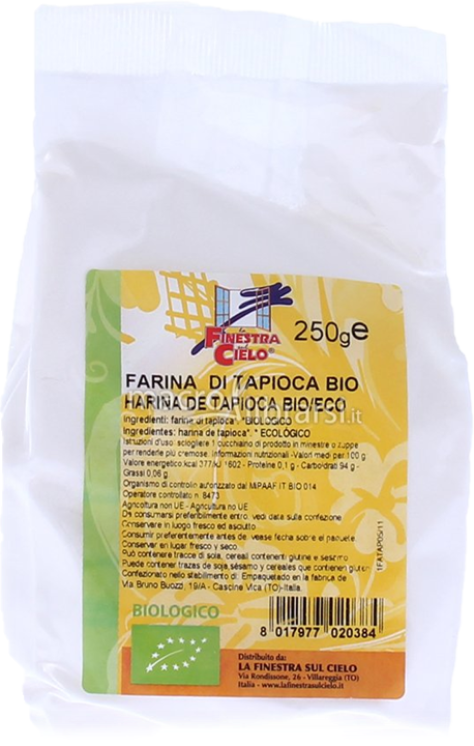 la
FINESTRA
sul
CIELO®
250g e
FARINA DI TAPIOCA BIO
HARINA DE TAPIOCA BIO/ECO
Ingredienti: farina di tapioca*. *BIOLOGICO
Ingredientes: harina de tapioca*. * ECOLÓGICO
Istruzioni d'uso: sciogliere 1 cucchiaino di prodotto in minestre o zuppe
per renderle più cremose. Informazioni nutrizionali -Valori medi per 100 g:
Valore energetico kcal 377/kJ 1602 - Proteine 0,1 g - Carboidrati 94 g -
Grassi 0,06 g
Organismo di controllo autorizzato dal MiPAAF IT BIO 014
Operatore controllato n. B473
Agricoltura non UE - Agricultura no UE
Da consumarsi preferibilmente entro: vedi data sulla confezione
Conservare in luogo fresco ed asciutto
Consumir preferentemente antes de: vease fecha sobre el paquete.
Conservar en lugar fresco y seco.
Può contenere tracce di soia, cereali contenenti glutine e sesamo
Puede contener trazas de soja, sésamo y cereales que contienen gluten
Confezionato nello stabilimento di: Empaquetado en la fabrica de
Via Bruno Buozzi, 19/A - Cascine Vica (TO)-Italia.
1FATAP05/11
BIOLOGICO
8 017977 020384
Distribuito da:
LA FINESTRA SUL CIELO
Via Rondissone, 26 - Villareggia (TO)
Italia - www.lafinestrasulcielo.it